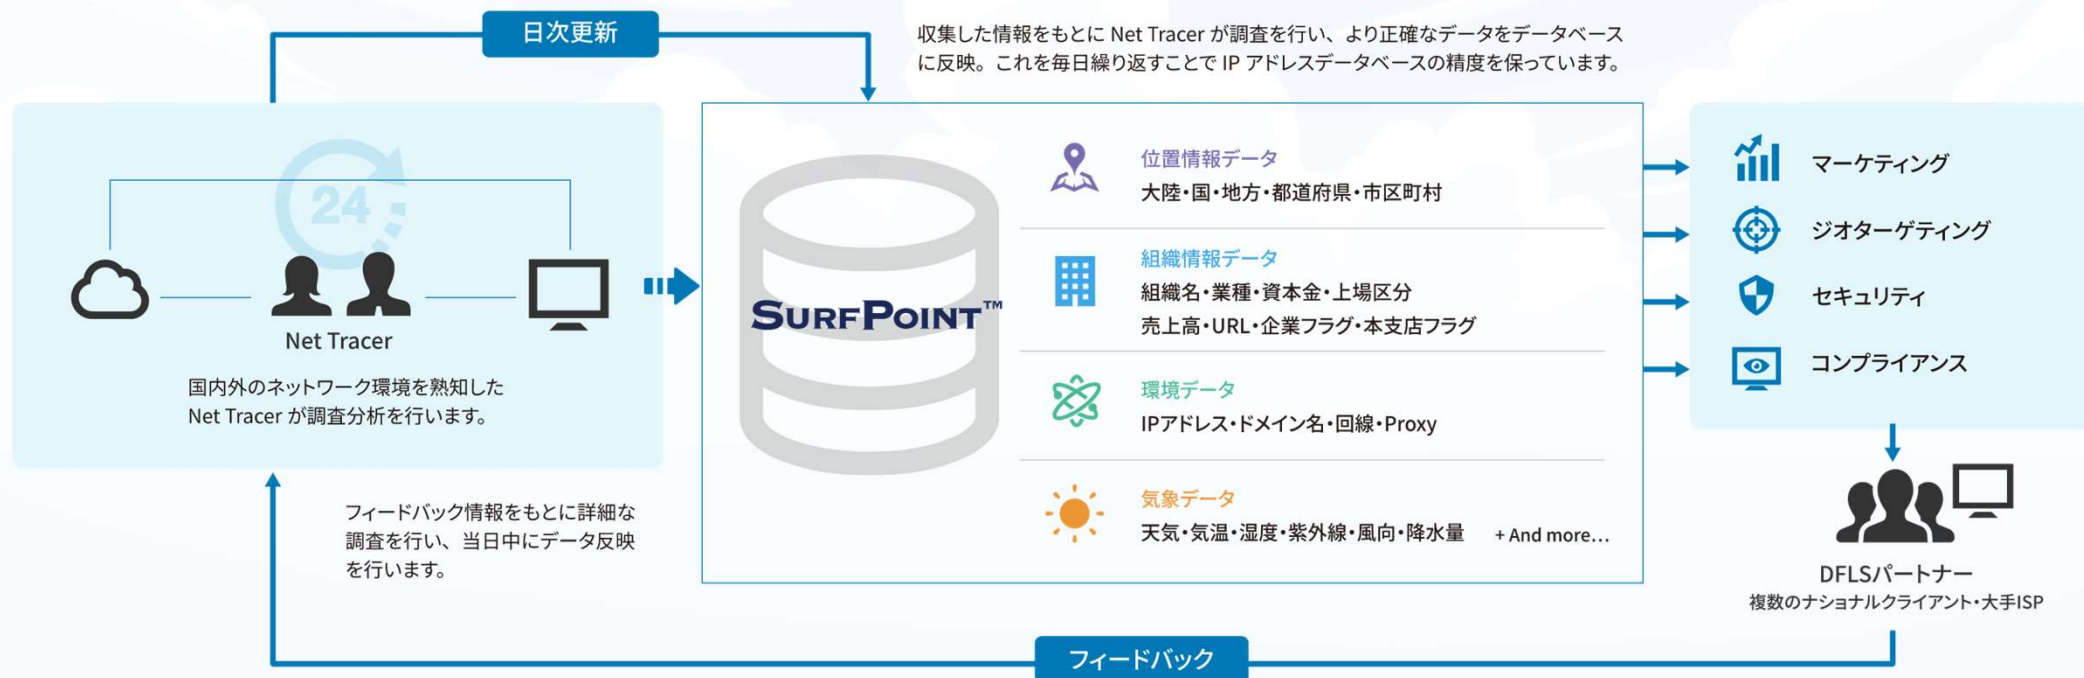 日次更新
収集した情報をもとに Net Tracer が調査を行い、より正確なデータをデータベース
に反映。これを毎日繰り返すことで IP アドレスデータベースの精度を保っています。
24
Net Tracer
国内外のネットワーク環境を熟知した
Net Tracer が調査分析を行います。
フィードバック情報をもとに詳細な
調査を行い、当日中にデータ反映
を行います。
SURFPOINT™
位置情報データ
大陸・国・地方・都道府県・市区町村
組織情報データ
組織名・業種・資本金・上場区分
売上高・URL・企業フラグ・本支店フラグ
環境データ
IPアドレス・ドメイン名・回線・Proxy
気象データ
天気・気温・湿度・紫外線・風向・降水量 + And more...
マーケティング
ジオターゲティング
セキュリティ
コンプライアンス
DFLSパートナー
複数のナショナルクライアント・大手ISP
フィードバック